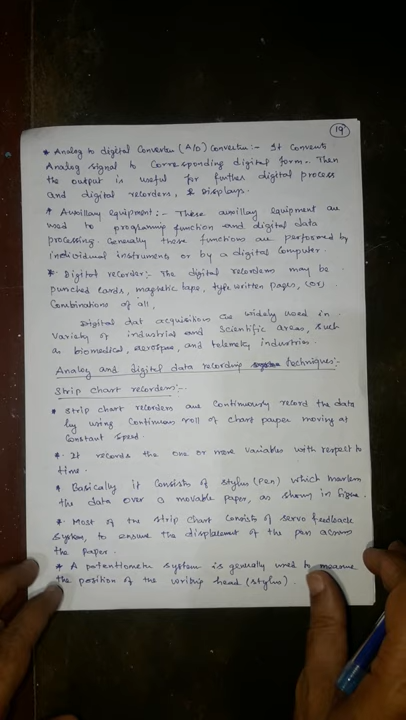 19
* Analog to digital Converter (A/D) Converter:- It Converts
Analog signal to Corresponding digital form. Then
the output is useful for further digital process
and digital recorders, & Displays.
* Auxillary equipment:- These auxillary equipment are
used to programing function and digital data
processing. Generally these functions are performed by
individual instruments or by a digital Computer.
* Digital recorder:- The digital recorders may be
punched Cards, magnetic tape, type written pages, (or)
Combinations of all,
Digital dat acquisitions are widely used in
Variety of industrial and Scientific areas, such
as biomedical, aerospace, and telemetry industries.
Analog and digital data recording techniques:-
Strip chart recorders:-
* Strip chart recorders are Continuously record the data
by using Continuous roll of chart paper moving at
Constant speed.
* It records the one or more variables with respect to
time.
* Basically it Consists of stylus (pen) which markes
the data over a movable paper, as shown in figure.
* Most of the strip chart Consists of servo feedback
System, to ensure the displacement of the pen across
the paper.
* A potentiometer system is generally used to measure
the position of the writing head (stylus).